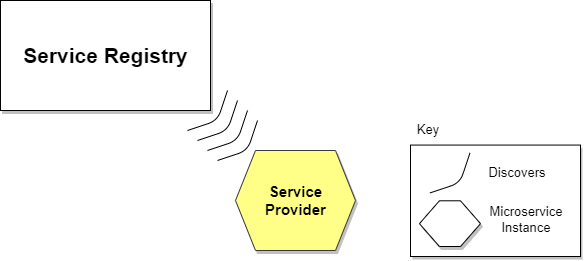 Service Registry
Service
Provider
Key
Discovers
Microservice
Instance